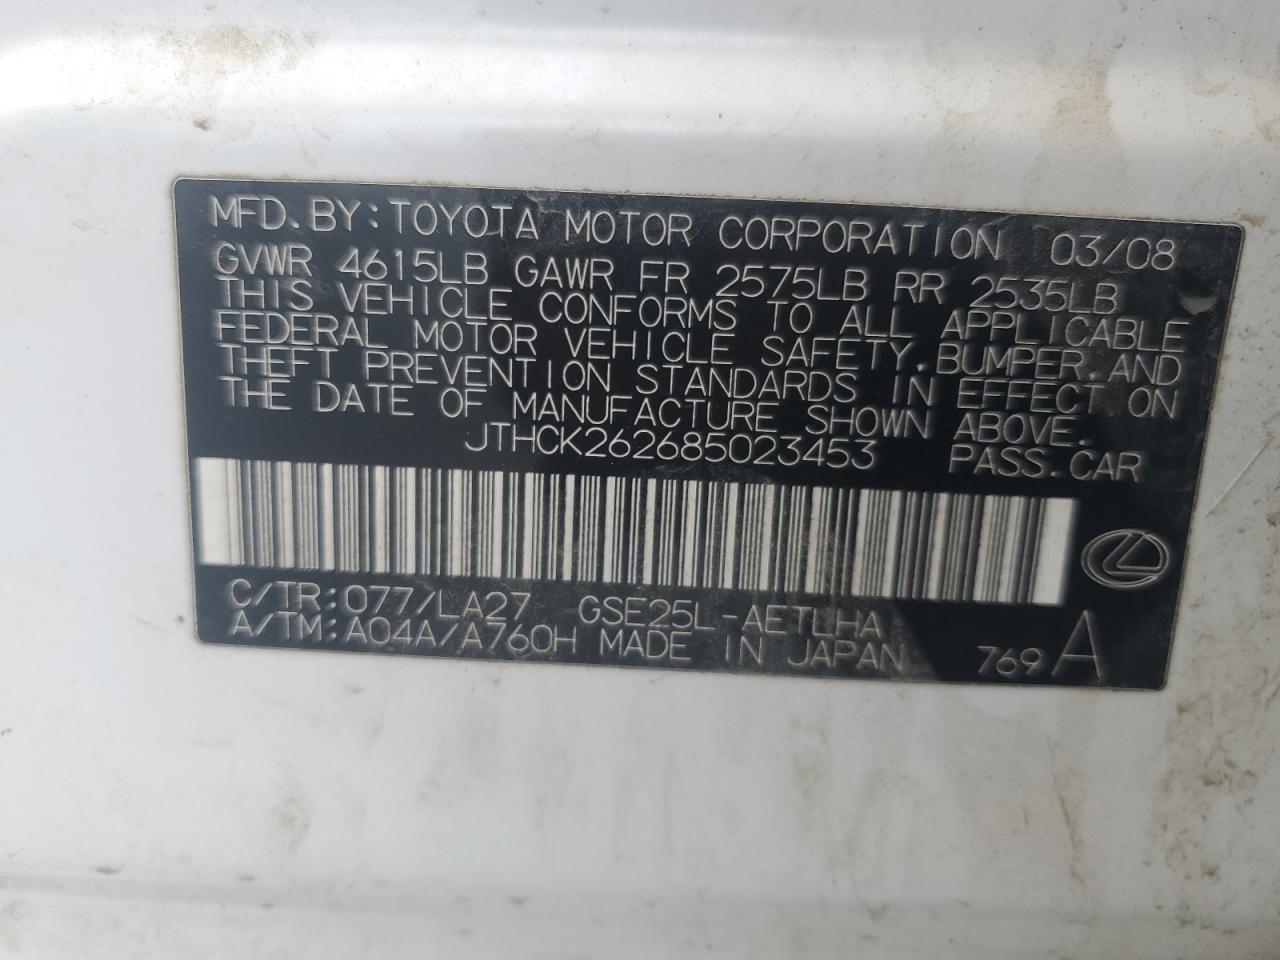 MFD. BY: TOYOTA MOTOR CORPORATION 03/08
GVWR 4615LB GAWR FR 2575LB RR 2535LB
THIS VEHICLE CONFORMS TO ALL APPLICABLE
FEDERAL MOTOR VEHICLE SAFETY, BUMPER, AND
THEFT PREVENTION STANDARDS IN EFFECT ON
THE DATE OF MANUFACTURE SHOWN ABOVE.
JTHCK262685023453 PASS. CAR
C/TR: 077/LA27 GSE25L-AETLHA
A/TM: A04A/A760H MADE IN JAPAN 769 A